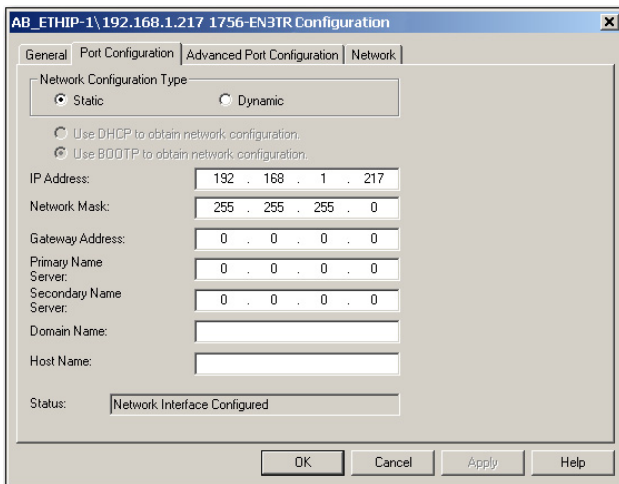 AB_ETHIP-1\192.168.1.217 1756-EN3TR Configuration
General Port Configuration Advanced Port Configuration Network
Network Configuration Type
Static Dynamic
Use DHCP to obtain network configuration.
Use BOOTP to obtain network configuration.
IP Address: 192 . 168 . 1 . 217
Network Mask: 255 . 255 . 255 . 0
Gateway Address: 0 . 0 . 0 . 0
Primary Name
Server: 0 . 0 . 0 . 0
Secondary Name
Server: 0 . 0 . 0 . 0
Domain Name:
Host Name:
Status: Network Interface Configured
OK Cancel Apply Help